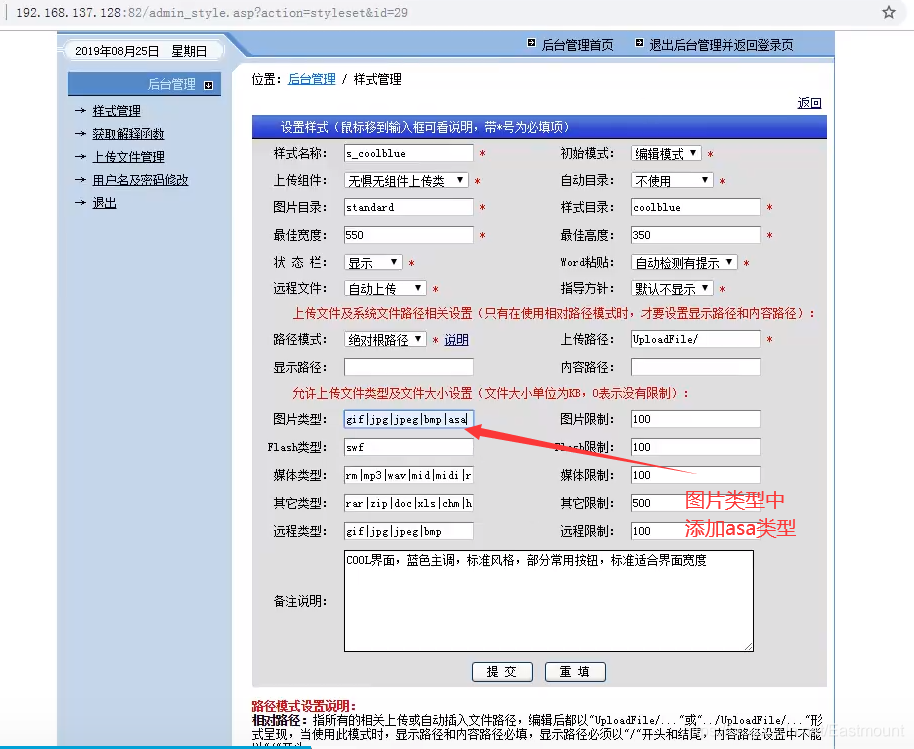 192.168.137.128:82/admin_style.asp?action=styleset&id=29
2019年08月25日 星期日
后台管理首页 退出后台管理并返回登录页
后台管理
→ 样式管理
→ 获取解释函数
→ 上传文件管理
→ 用户名及密码修改
→ 退出
位置：后台管理 / 样式管理
返回
设置样式（鼠标移到输入框可看说明，带*号为必填项）
样式名称： s_coolblue * 初始模式： 编辑模式 *
上传组件： 无惧无组件上传类 * 自动目录： 不使用 *
图片目录： standard * 样式目录： coolblue *
最佳宽度： 550 * 最佳高度： 350 *
状 态 栏： 显示 * Word粘贴： 自动检测有提示 *
远程文件： 自动上传 * 指导方针： 默认不显示 *
上传文件及系统文件路径相关设置（只有在使用相对路径模式时，才要设置显示路径和内容路径）：
路径模式： 绝对根路径 * 说明 上传路径： UploadFile/ *
显示路径： 内容路径：
允许上传文件类型及文件大小设置（文件大小单位为KB，0表示没有限制）：
图片类型： gif|jpg|jpeg|bmp|asa 图片限制： 100
Flash类型： swf Flash限制： 100
媒体类型： rm|mp3|wav|mid|midi|r 媒体限制： 100
其它类型： rar|zip|doc|xls|chm|h 其它限制： 500
远程类型： gif|jpg|jpeg|bmp 远程限制： 100
图片类型中
添加asa类型
备注说明： COOL界面，蓝色主调，标准风格，部分常用按钮，标准适合界面宽度
提 交 重 填
路径模式设置说明：
相对路径：指所有的相关上传或自动插入文件路径，编辑后都以"UploadFile/..."或"../UploadFile/..."形
式呈现，当使用此模式时，显示路径和内容路径必填，显示路径必须以"/"开头和结尾，内容路径设置中不能
以"/"开头